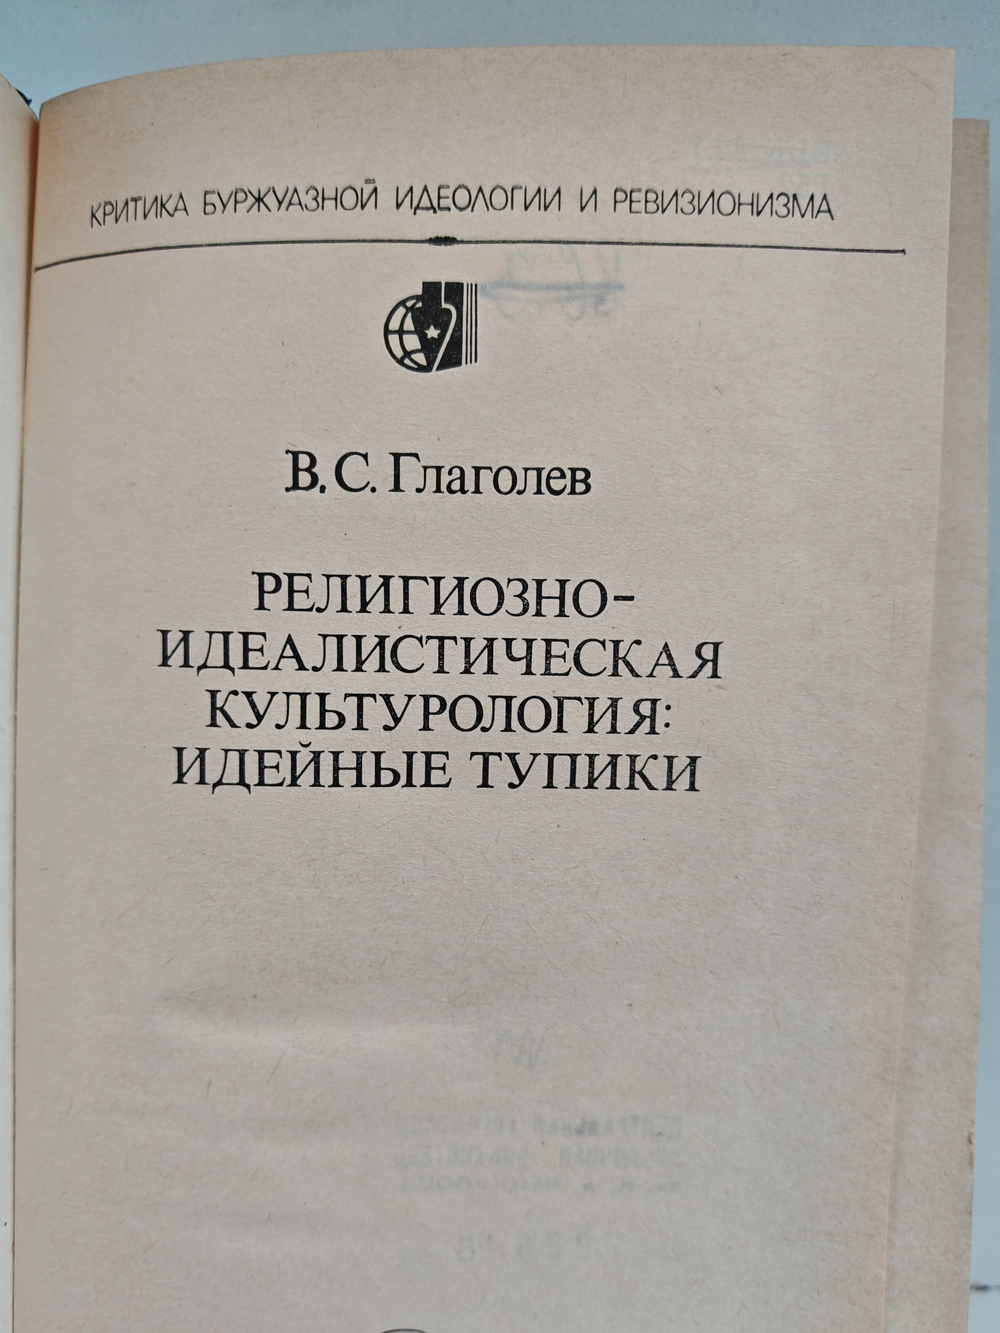 КРИТИКА БУРЖУАЗНОЙ ИДЕОЛОГИИ И РЕВИЗИОНИЗМА
В. С. Глаголев
РЕЛИГИОЗНО-
ИДЕАЛИСТИЧЕСКАЯ
КУЛЬТУРОЛОГИЯ:
ИДЕЙНЫЕ ТУПИКИ